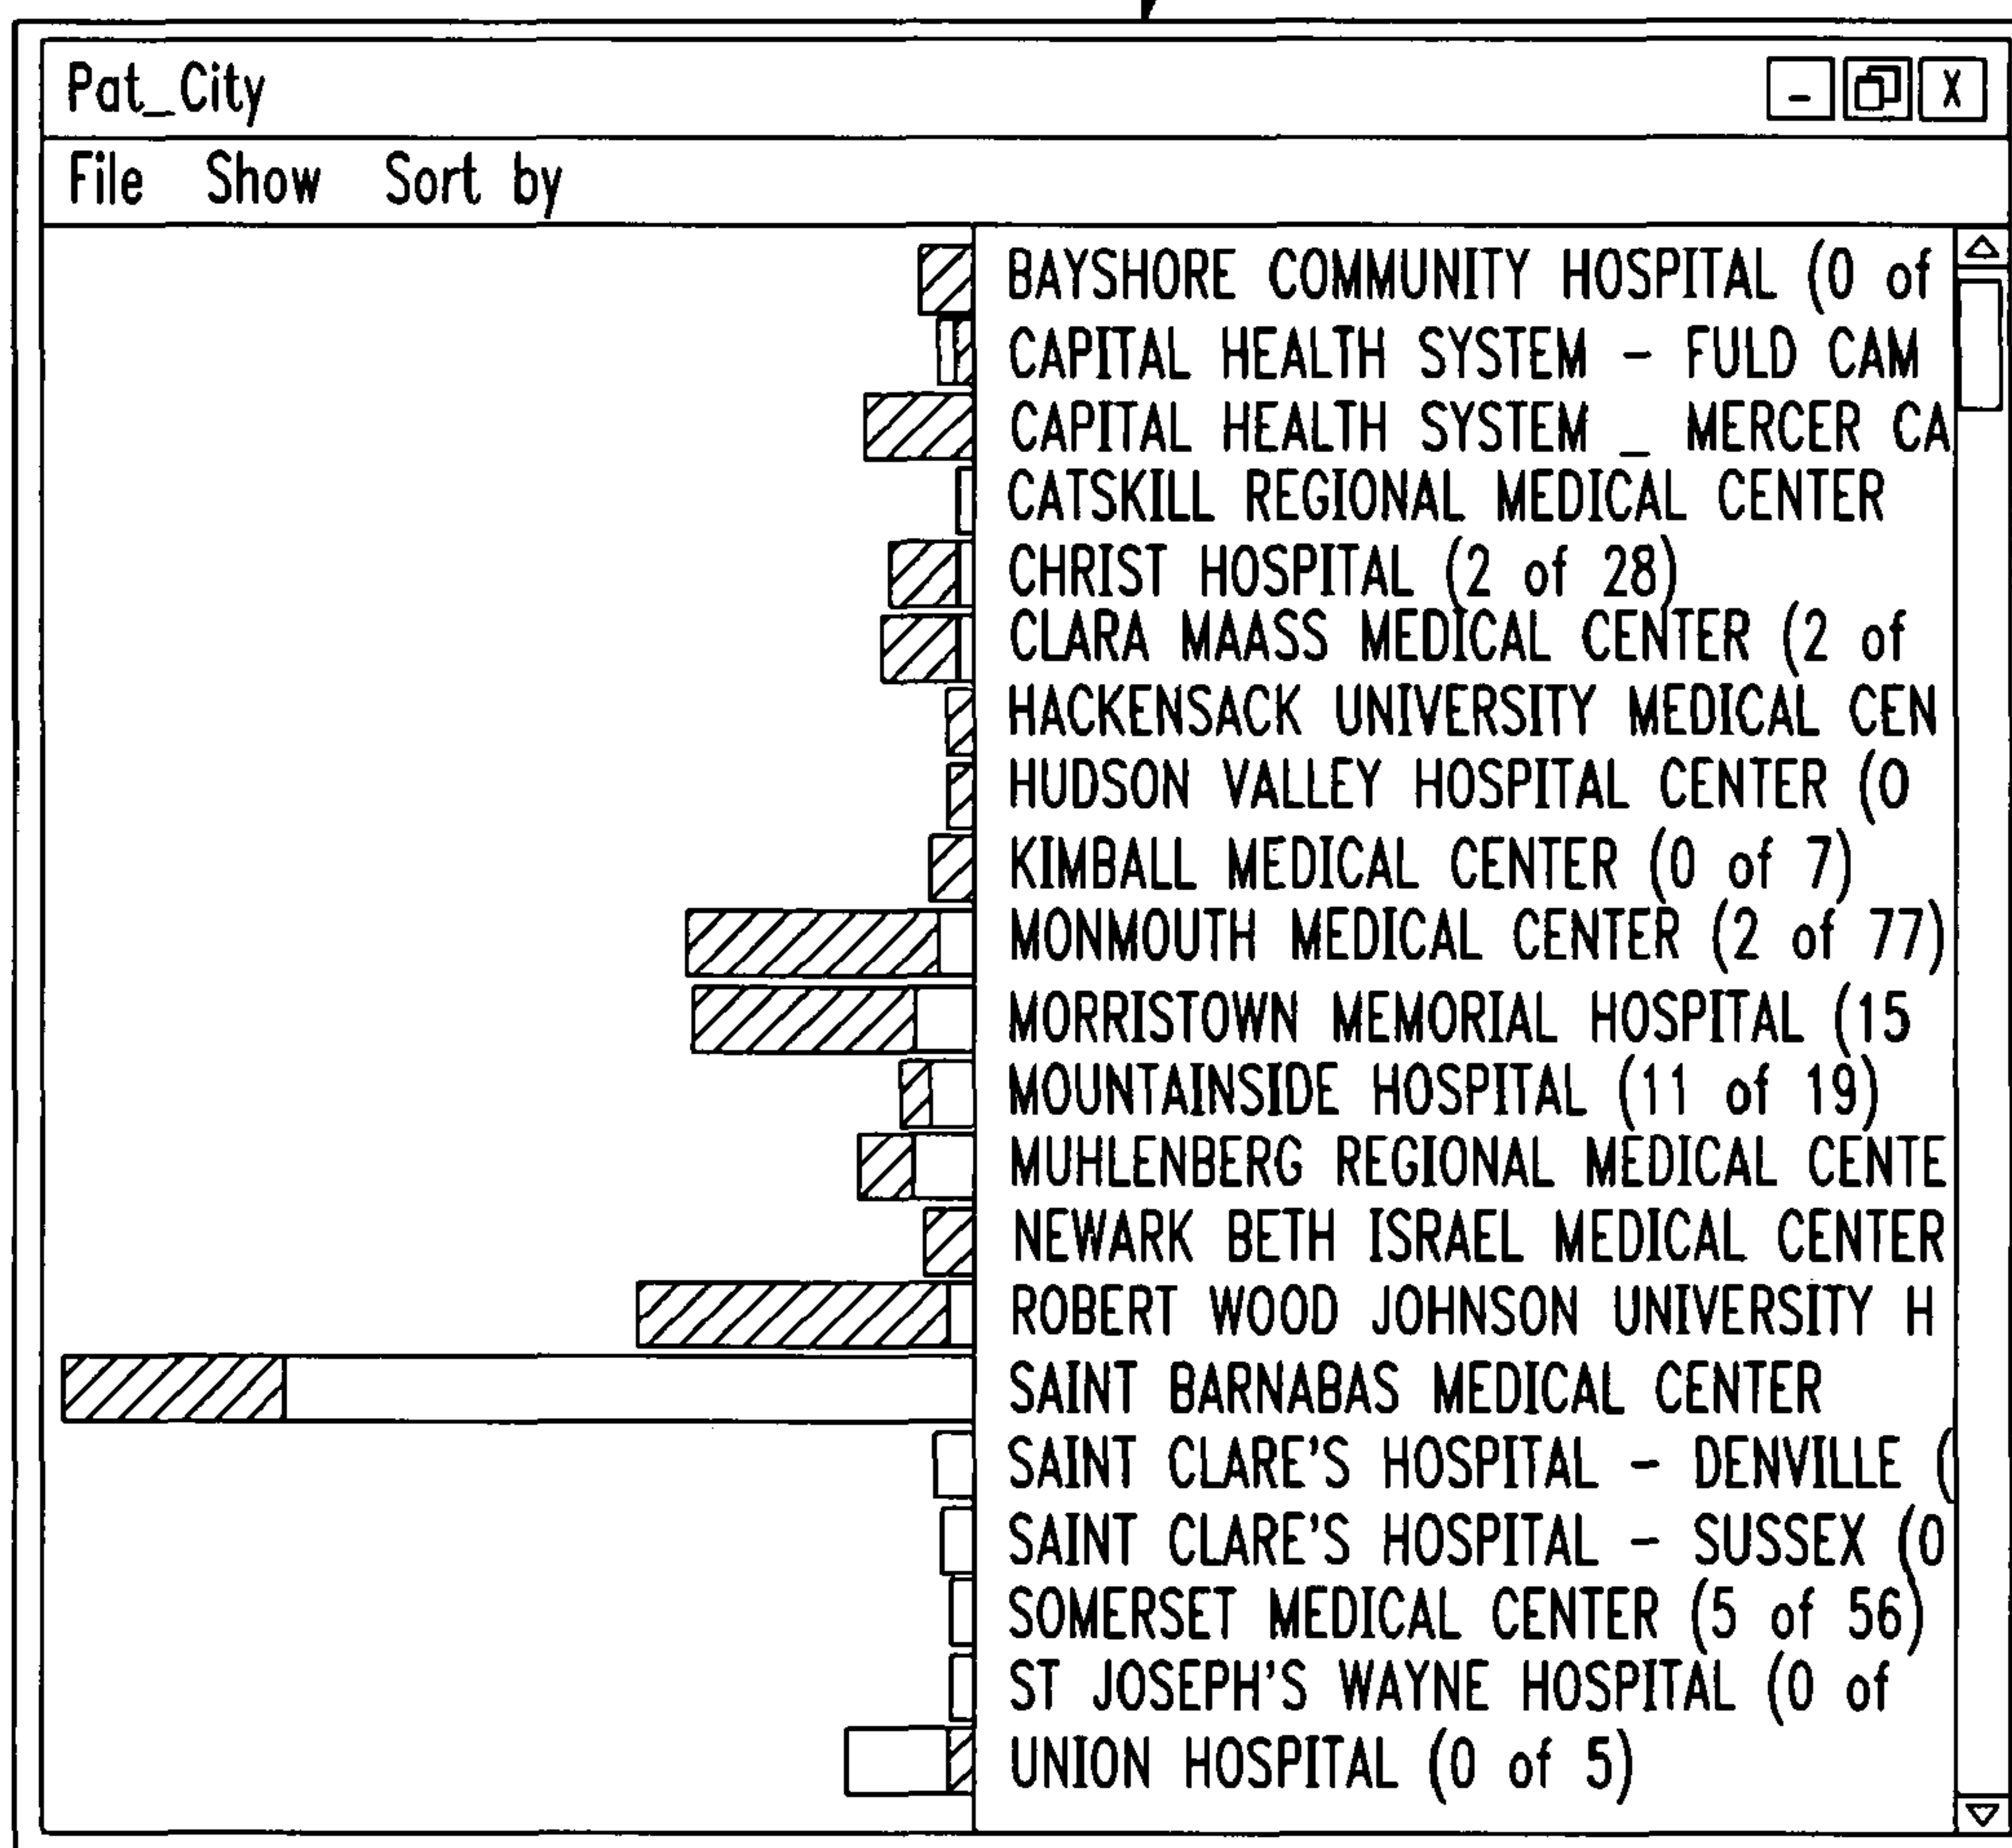 Pat_City
X
File Show Sort by
BAYSHORE COMMUNITY HOSPITAL (0 of
CAPITAL HEALTH SYSTEM - FULD CAM
CAPITAL HEALTH SYSTEM _ MERCER CA
CATSKILL REGIONAL MEDICAL CENTER
CHRIST HOSPITAL (2 of 28)
CLARA MAASS MEDICAL CENTER (2 of
HACKENSACK UNIVERSITY MEDICAL CEN
HUDSON VALLEY HOSPITAL CENTER (0
KIMBALL MEDICAL CENTER (0 of 7)
MONMOUTH MEDICAL CENTER (2 of 77)
MORRISTOWN MEMORIAL HOSPITAL (15
MOUNTAINSIDE HOSPITAL (11 of 19)
MUHLENBERG REGIONAL MEDICAL CENTE
NEWARK BETH ISRAEL MEDICAL CENTER
ROBERT WOOD JOHNSON UNIVERSITY H
SAINT BARNABAS MEDICAL CENTER
SAINT CLARE'S HOSPITAL - DENVILLE (
SAINT CLARE'S HOSPITAL - SUSSEX (0
SOMERSET MEDICAL CENTER (5 of 56)
ST JOSEPH'S WAYNE HOSPITAL (0 of
UNION HOSPITAL (0 of 5)